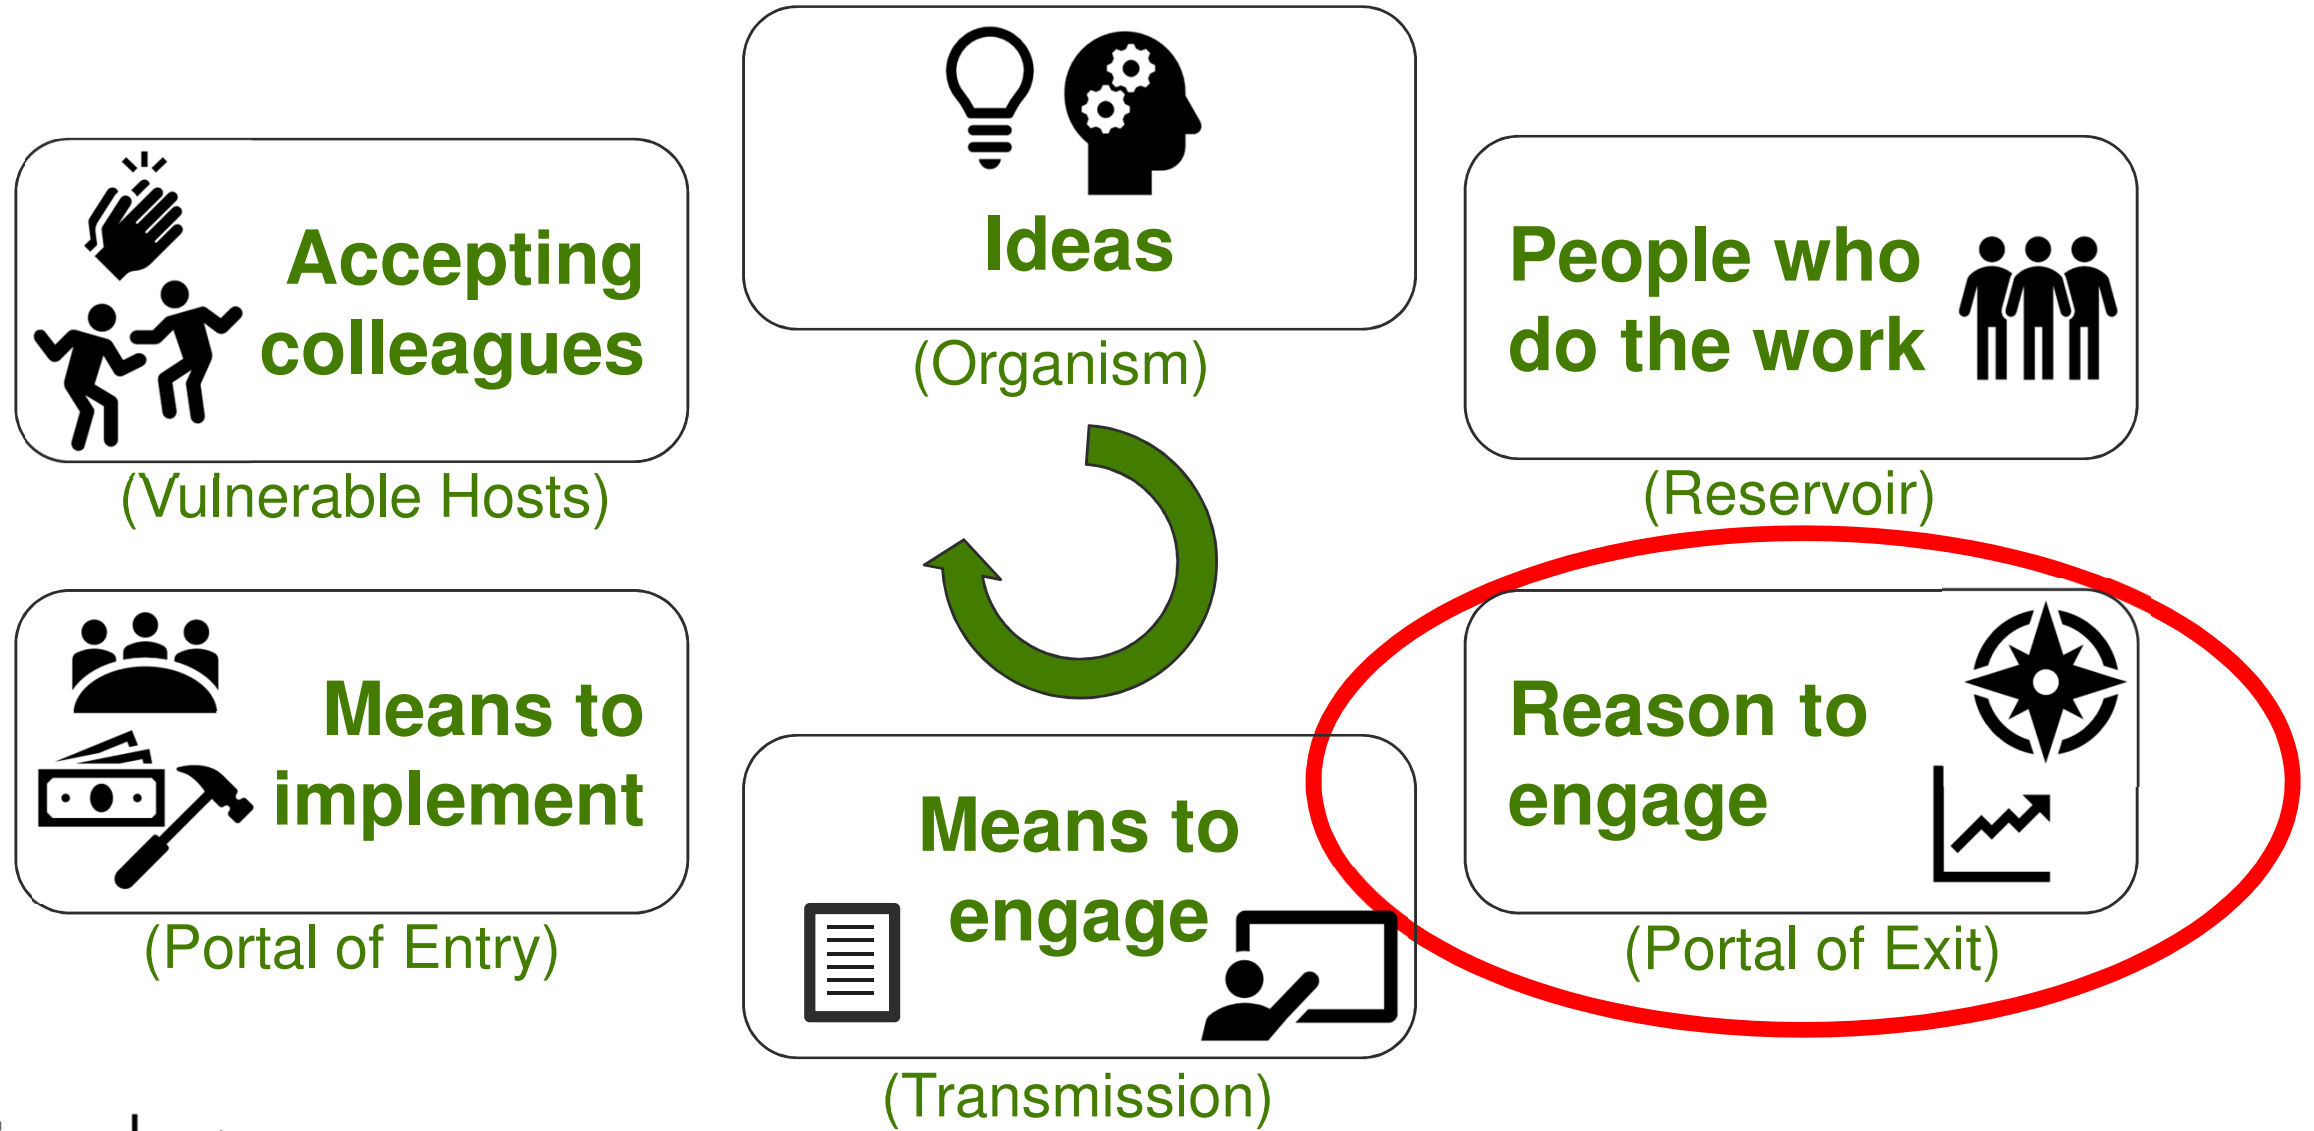 Ideas
(Organism)
People who
do the work
(Reservoir)
Reason to
engage
(Portal of Exit)
Means to
engage
(Transmission)
Means to
implement
(Portal of Entry)
Accepting
colleagues
(Vulnerable Hosts)